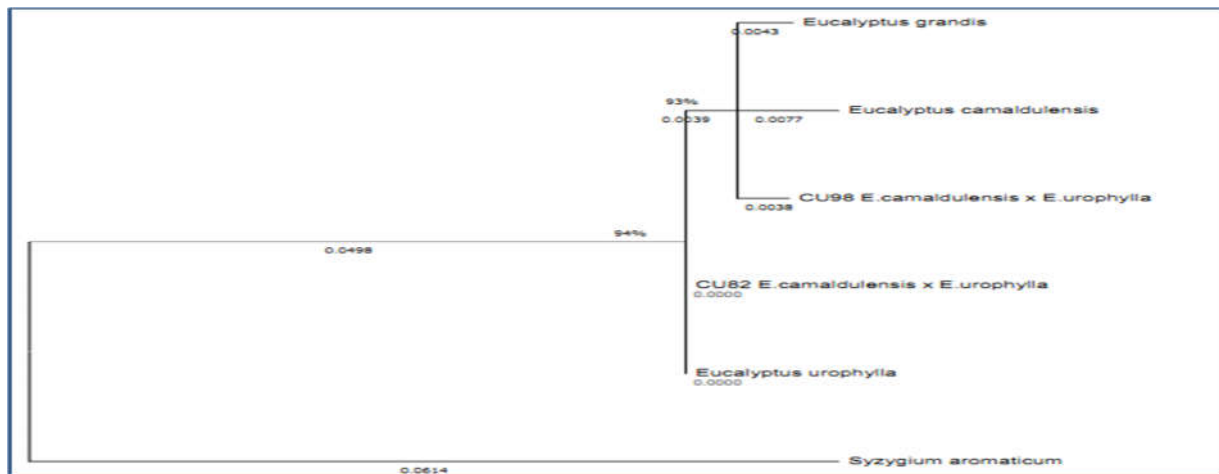 Eucalyptus grandis
0.0043
93%
Eucalyptus camaldulensis
0.0039
0.0077
CU98 E.camaldulensis x E.urophylla
0.0038
94%
0.0498
CU82 E.camaldulensis x E.urophylla
0.0000
Eucalyptus urophylla
0.0000
Syzygium aromaticum
0.0614